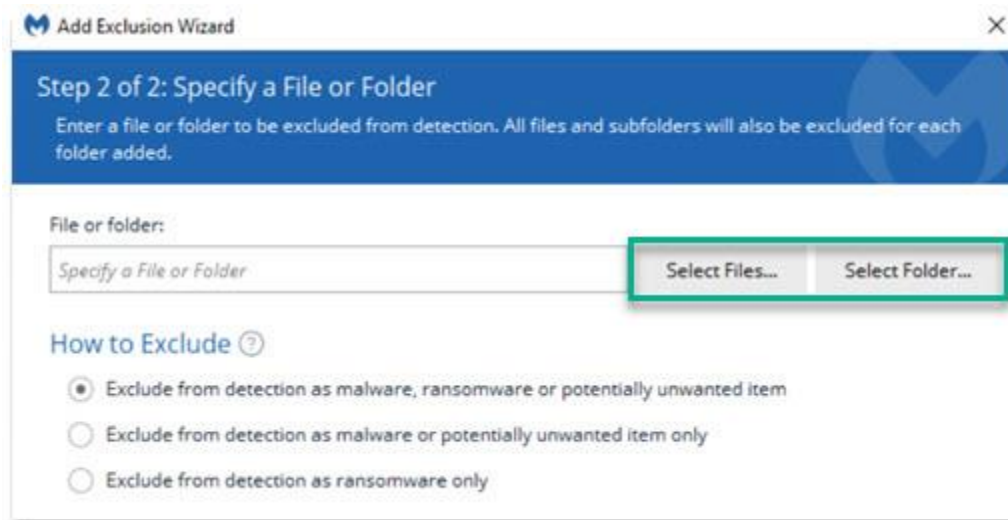 Add Exclusion Wizard
Step 2 of 2: Specify a File or Folder
Enter a file or folder to be excluded from detection. All files and subfolders will also be excluded for each
folder added.
File or folder:
Specify a File or Folder Select Files... Select Folder...
How to Exclude ?
Exclude from detection as malware, ransomware or potentially unwanted item
Exclude from detection as malware or potentially unwanted item only
Exclude from detection as ransomware only